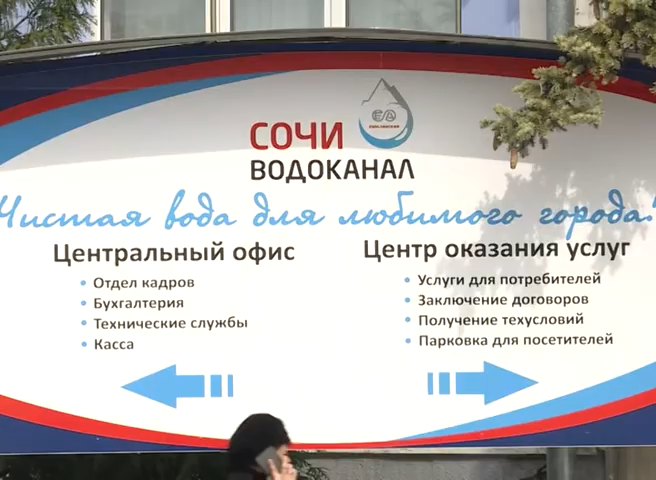 СОЧИ
ВОДОКАНАЛ
Чистая вода для любимого города!
Центральный офис
• Отдел кадров
• Бухгалтерия
• Технические службы
• Касса
Центр оказания услуг
• Услуги для потребителей
• Заключение договоров
• Получение техусловий
• Парковка для посетителей